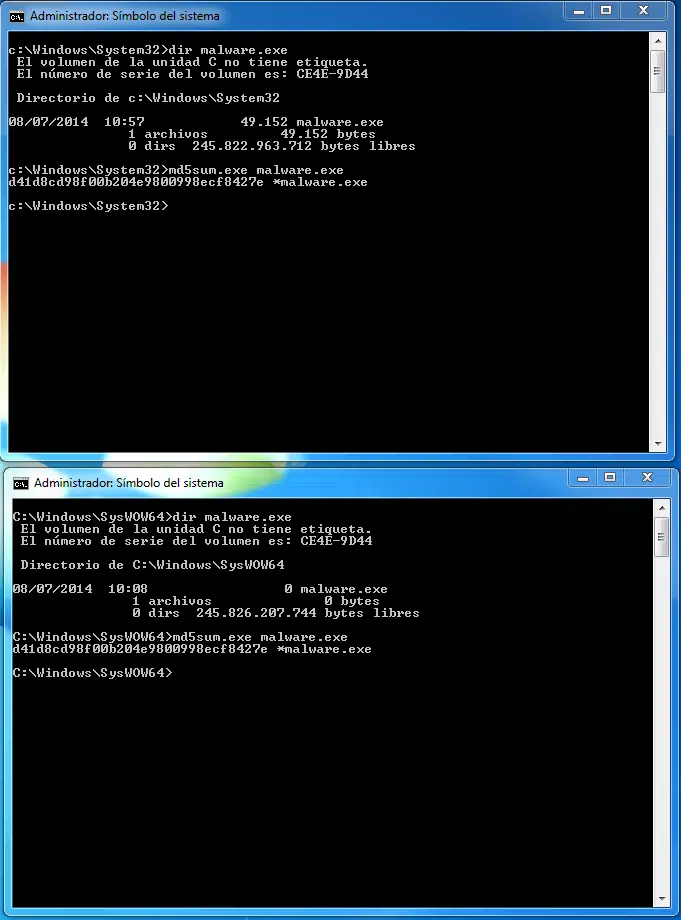 Administrador: Símbolo del sistema
c:\Windows\System32>dir malware.exe
El volumen de la unidad C no tiene etiqueta.
El número de serie del volumen es: CE4E-9D44
Directorio de c:\Windows\System32
08/07/2014  10:57            49.152 malware.exe
1 archivos         49.152 bytes
0 dirs  245.822.963.712 bytes libres
c:\Windows\System32>md5sum.exe malware.exe
d41d8cd98f00b204e9800998ecf8427e *malware.exe
c:\Windows\System32>
Administrador: Símbolo del sistema
C:\Windows\SysWOW64>dir malware.exe
El volumen de la unidad C no tiene etiqueta.
El número de serie del volumen es: CE4E-9D44
Directorio de C:\Windows\SysWOW64
08/07/2014  10:08                 0 malware.exe
1 archivos              0 bytes
0 dirs  245.826.207.744 bytes libres
C:\Windows\SysWOW64>md5sum.exe malware.exe
d41d8cd98f00b204e9800998ecf8427e *malware.exe
C:\Windows\SysWOW64>